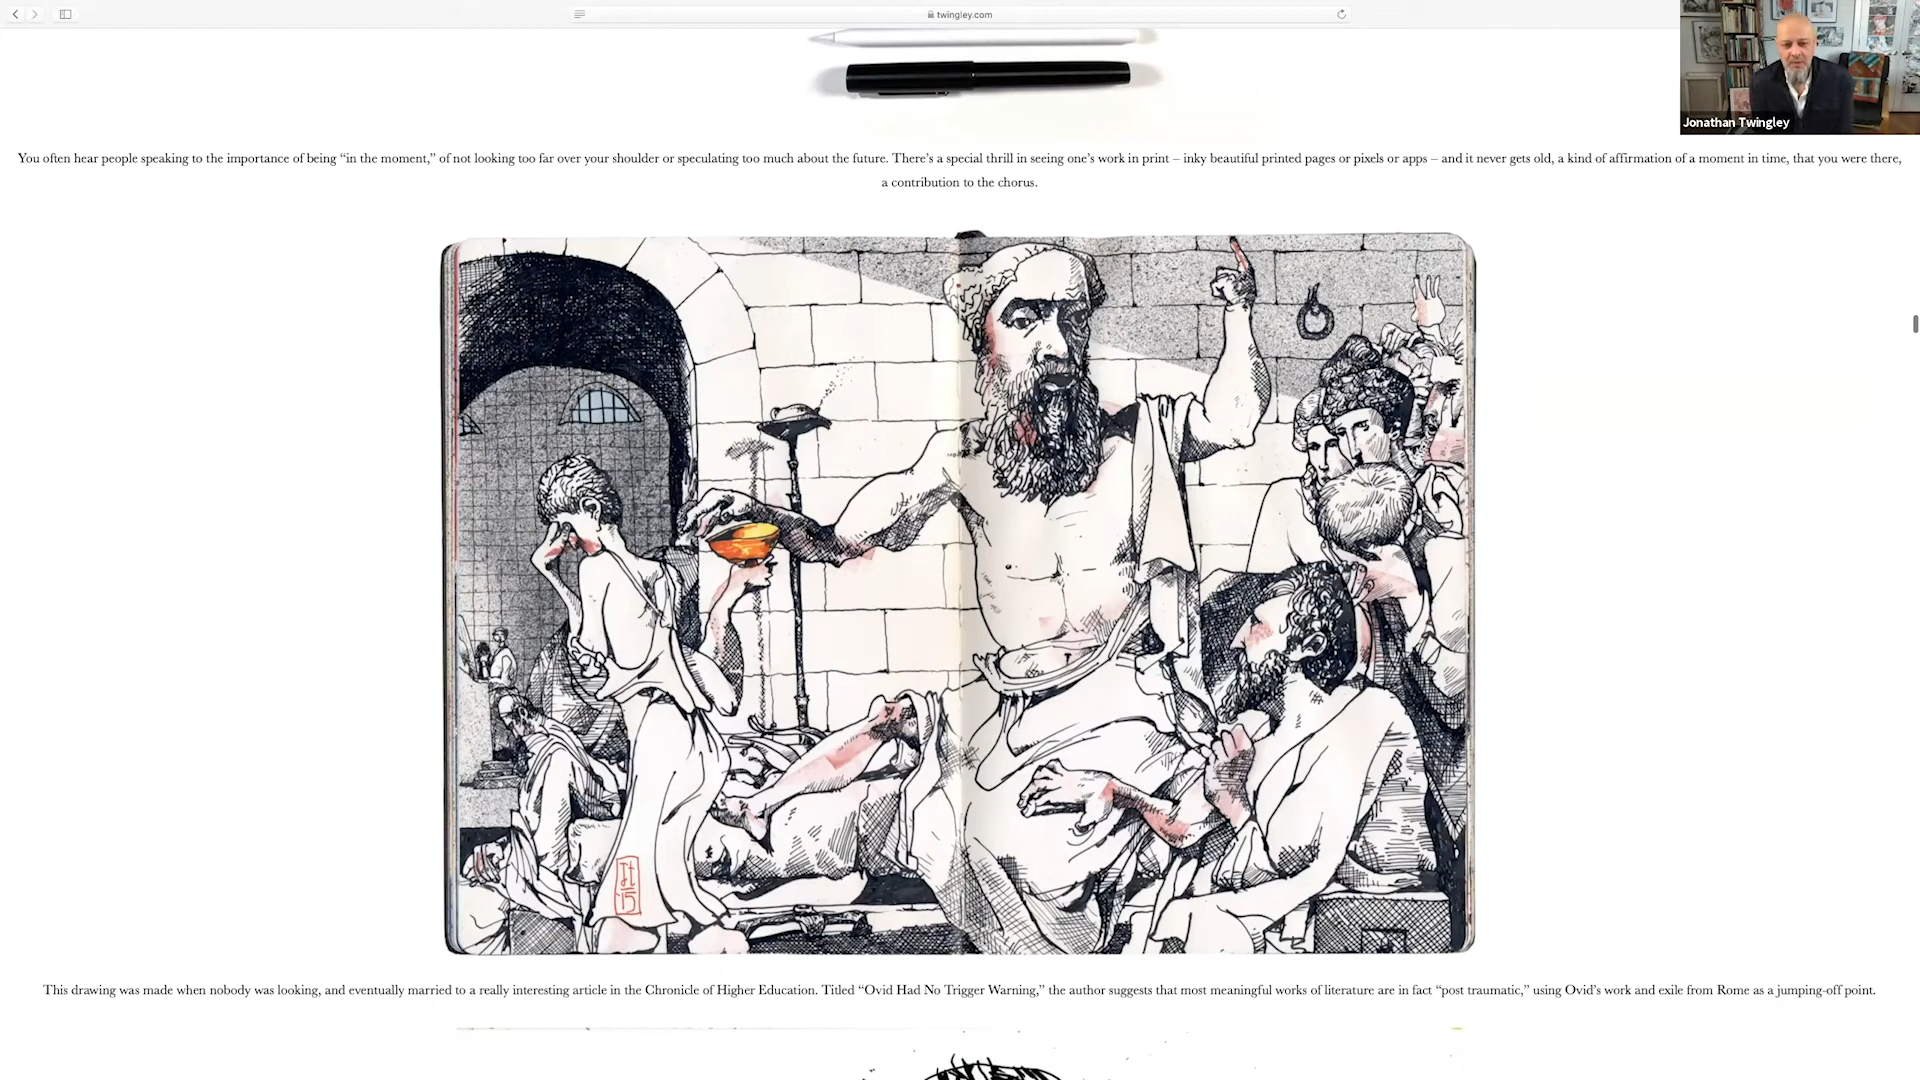 twingley.com
Jonathan Twingley
You often hear people speaking to the importance of being “in the moment,” of not looking too far over your shoulder or speculating too much about the future. There’s a special thrill in seeing one’s work in print – inky beautiful printed pages or pixels or apps – and it never gets old, a kind of affirmation of a moment in time, that you were there,
a contribution to the chorus.
Jt
15
This drawing was made when nobody was looking, and eventually married to a really interesting article in the Chronicle of Higher Education. Titled “Ovid Had No Trigger Warning,” the author suggests that most meaningful works of literature are in fact “post traumatic,” using Ovid’s work and exile from Rome as a jumping-off point.